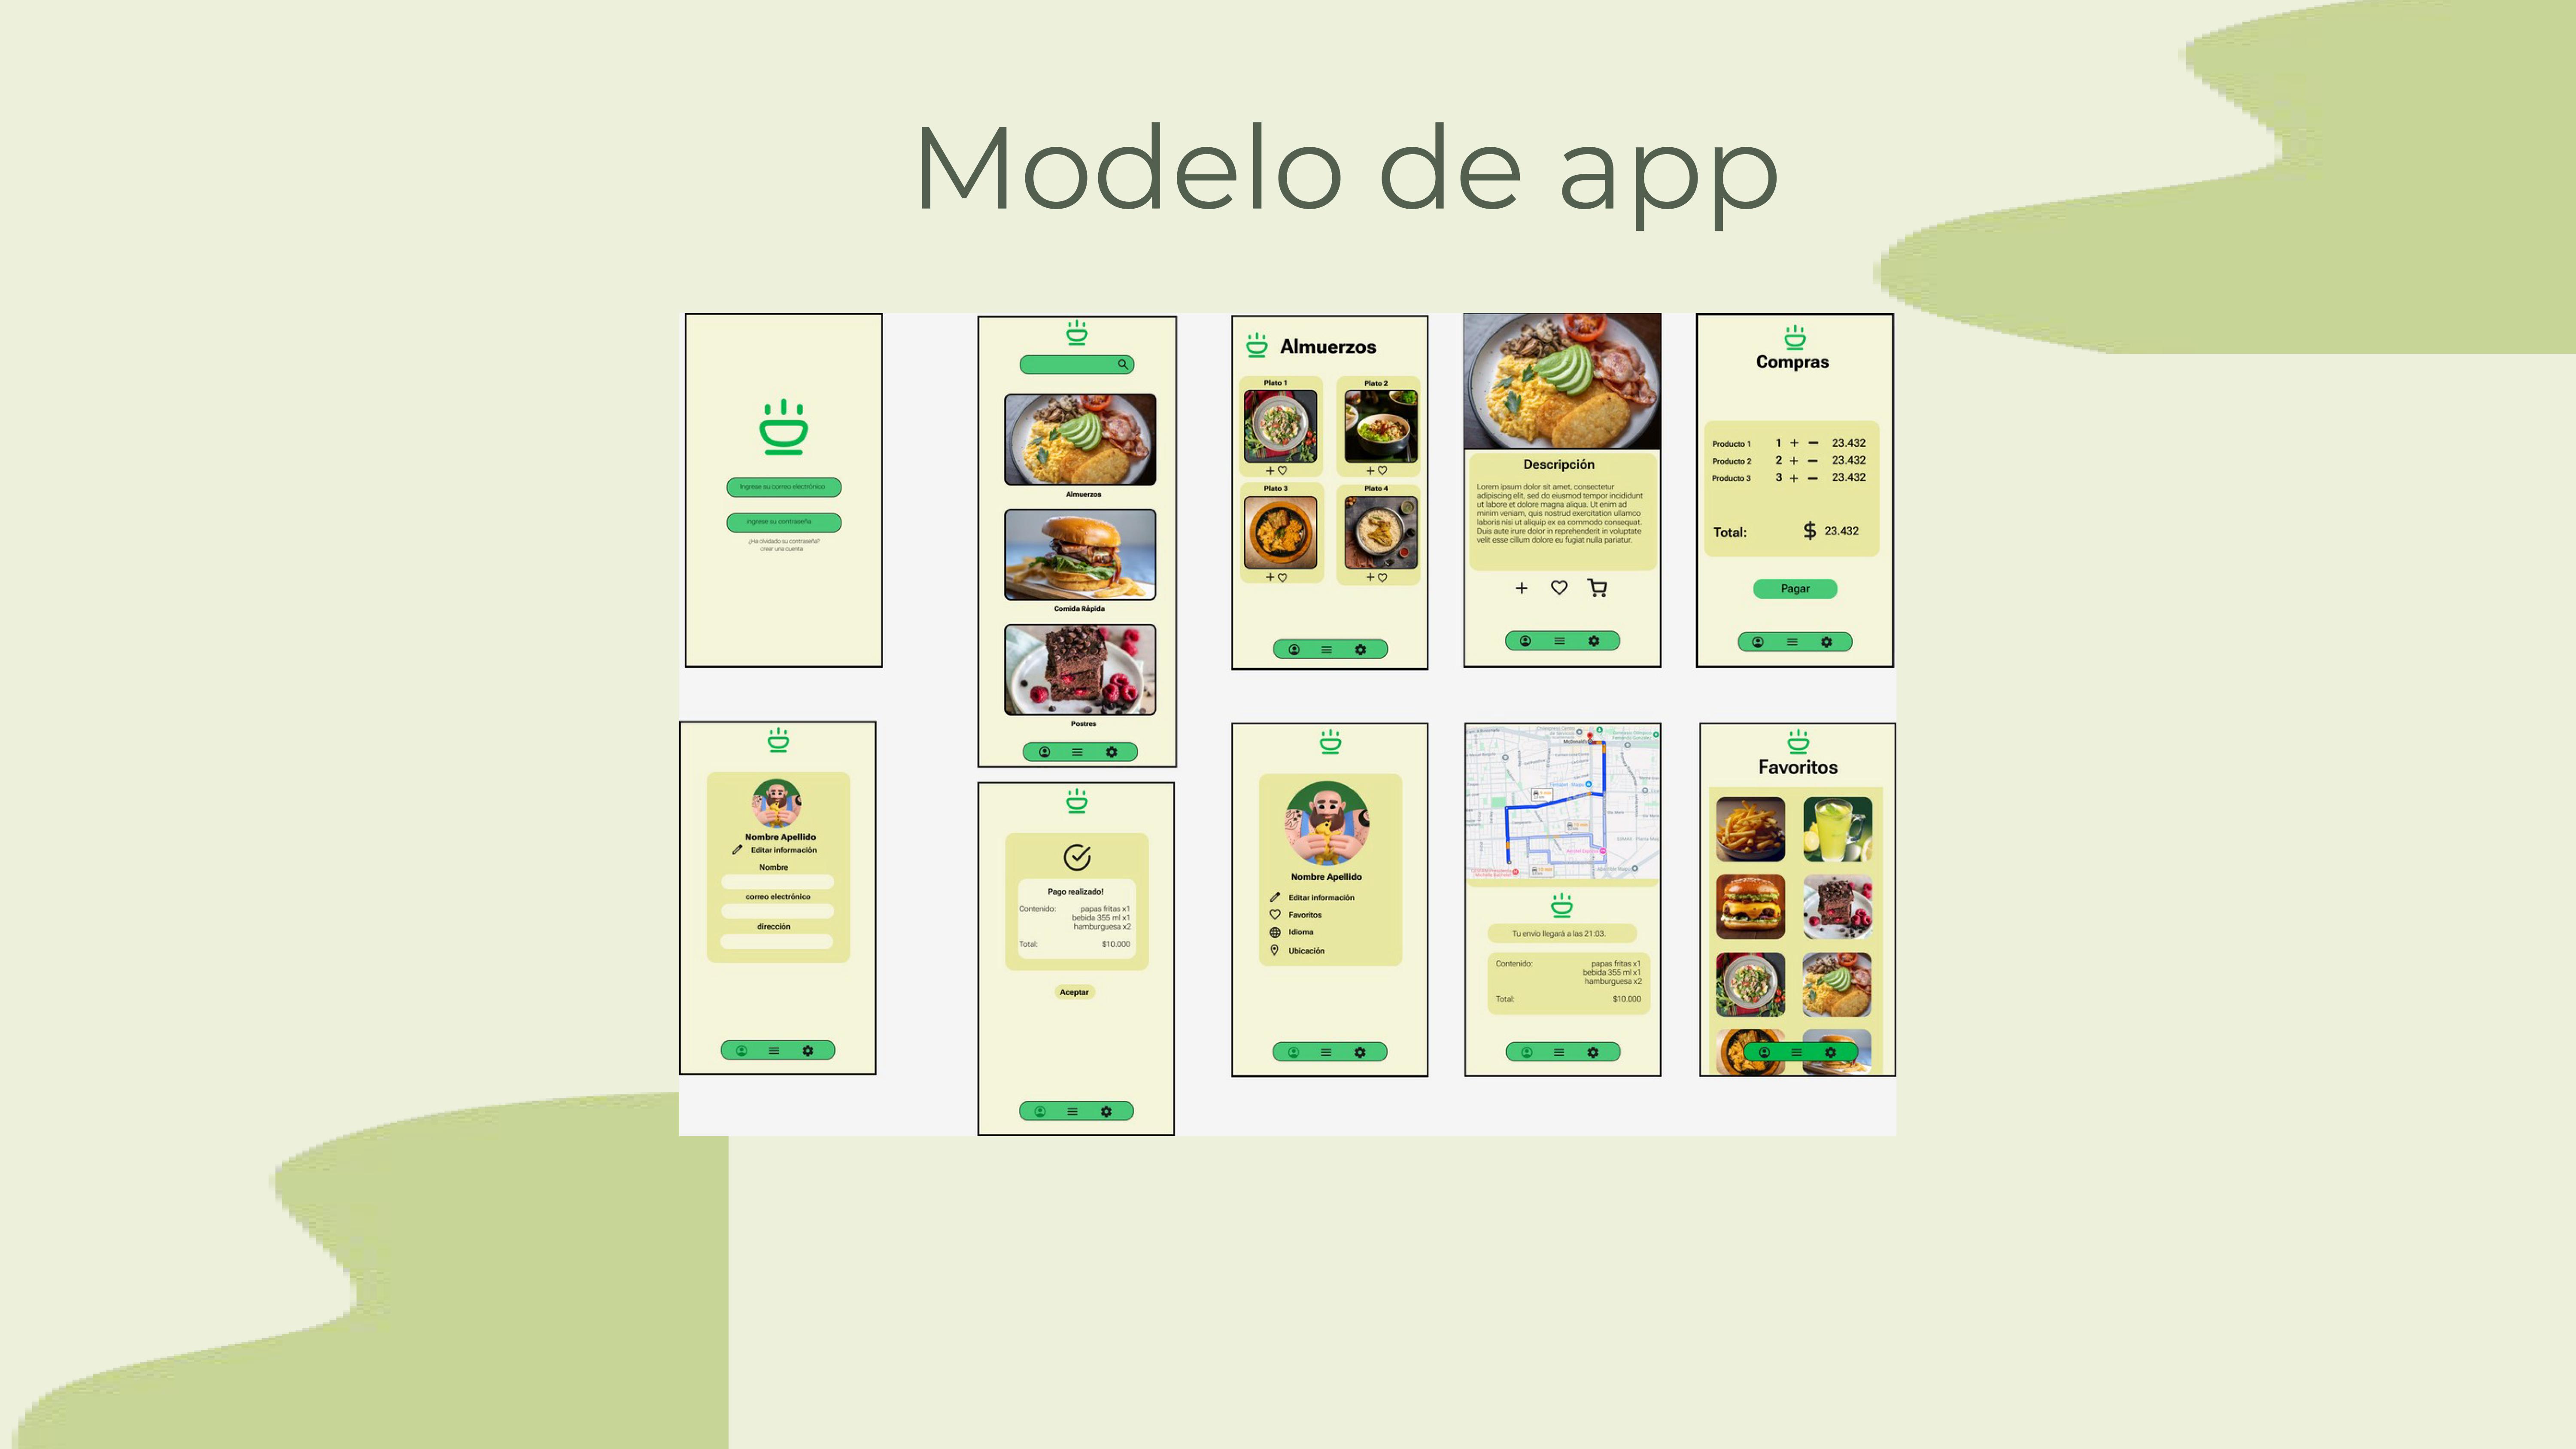 Modelo de app
Ingrese su correo electrónico
ingrese su contraseña
¿Ha olvidado su contraseña?
crear una cuenta
Almuerzos
Comida Rápida
Postres
Almuerzos
Plato 1
Plato 2
Plato 3
Plato 4
Descripción
Lorem ipsum dolor sit amet, consectetur
adipiscing elit, sed do eiusmod tempor incididunt
ut labore et dolore magna aliqua. Ut enim ad
minim veniam, quis nostrud exercitation ullamco
laboris nisi ut aliquip ex ea commodo consequat.
Duis aute irure dolor in reprehenderit in voluptate
velit esse cillum dolore eu fugiat nulla pariatur.
Compras
Producto 1 1 + − 23.432
Producto 2 2 + − 23.432
Producto 3 3 + − 23.432
Total: $ 23.432
Pagar
Nombre Apellido
Editar información
Nombre
correo electrónico
dirección
Pago realizado!
Contenido: papas fritas x1
bebida 355 ml x1
hamburguesa x2
Total: $10.000
Aceptar
Nombre Apellido
Editar información
Favoritos
Idioma
Ubicación
McDonald's
Tu envío llegará a las 21:03.
Contenido: papas fritas x1
bebida 355 ml x1
hamburguesa x2
Total: $10.000
Favoritos